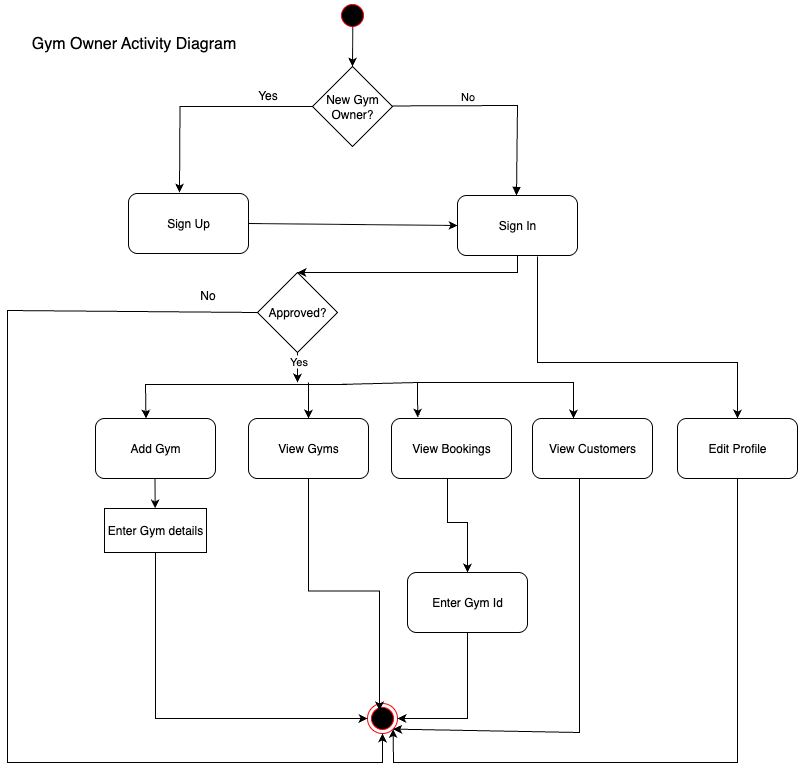 Gym Owner Activity Diagram
New Gym
Owner?
Yes
No
Sign Up
Sign In
No
Approved?
Yes
Add Gym
View Gyms
View Bookings
View Customers
Edit Profile
Enter Gym details
Enter Gym Id